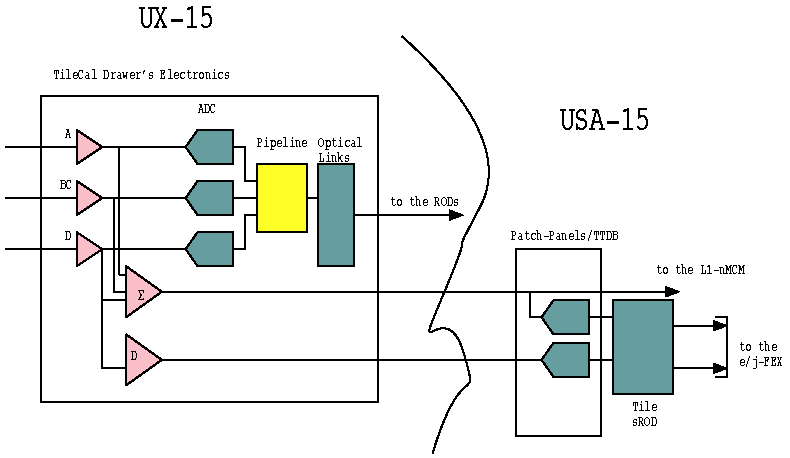 UX-15
TileCal Drawer's Electronics
ADC
A
Pipeline
Optical
Links
BC
to the RODs
D
Σ
D
USA-15
Patch-Panels/TTDB
to the L1-nMCM
to the
e/j-FEX
Tile
sROD